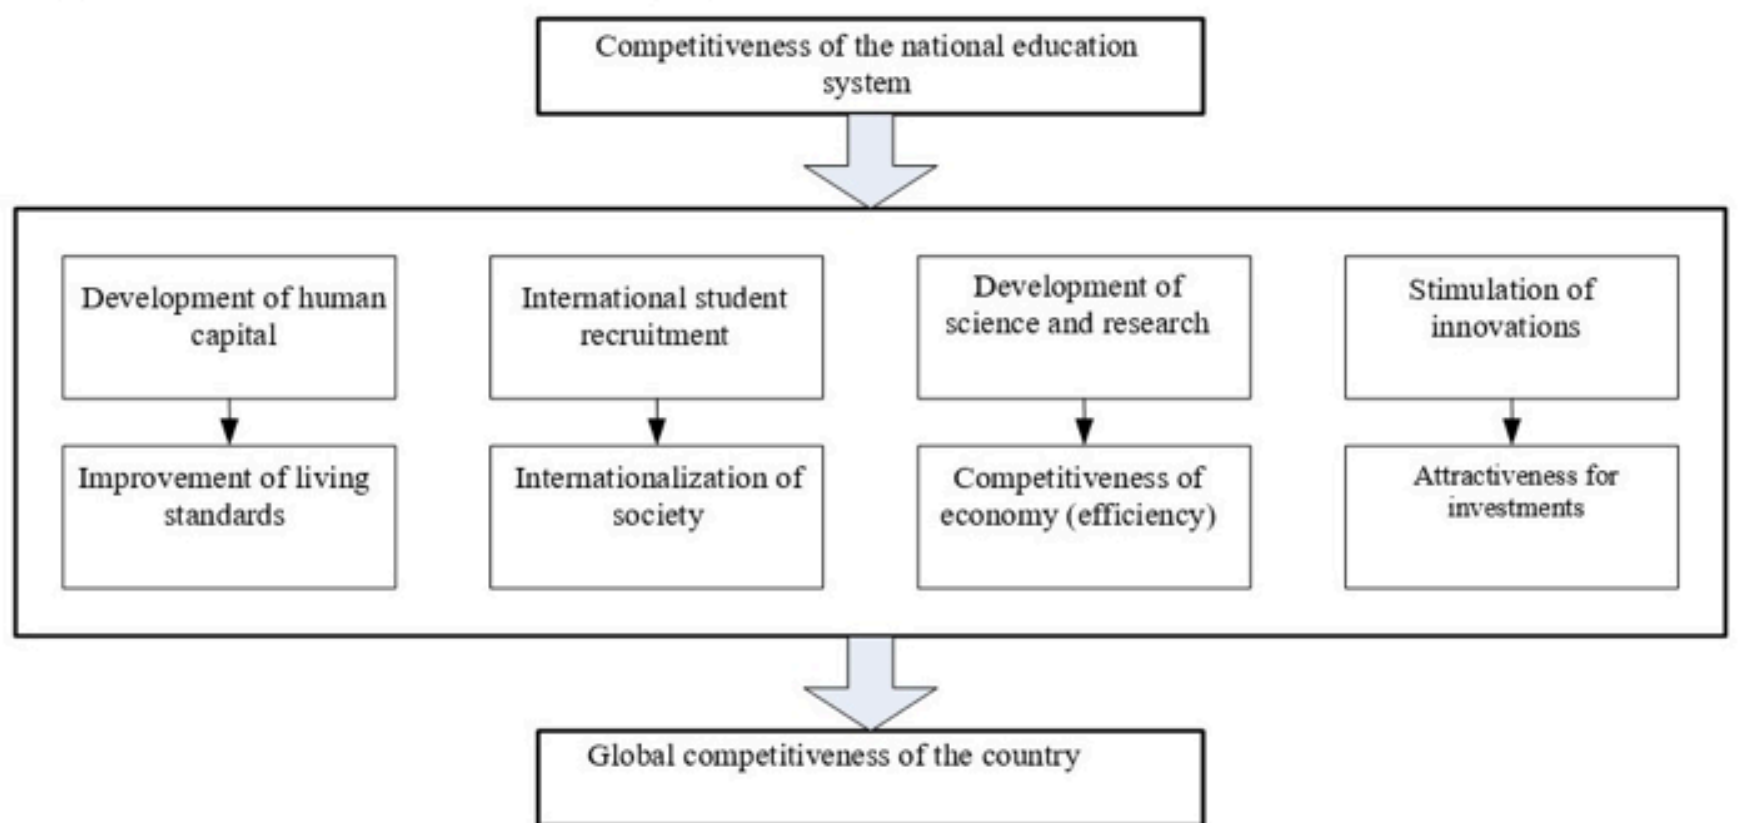 Competitiveness of the national education
system
Development of human
capital
International student
recruitment
Development of
science and research
Stimulation of
innovations
Improvement of living
standards
Internationalization of
society
Competitiveness of
economy (efficiency)
Attractiveness for
investments
Global competitiveness of the country